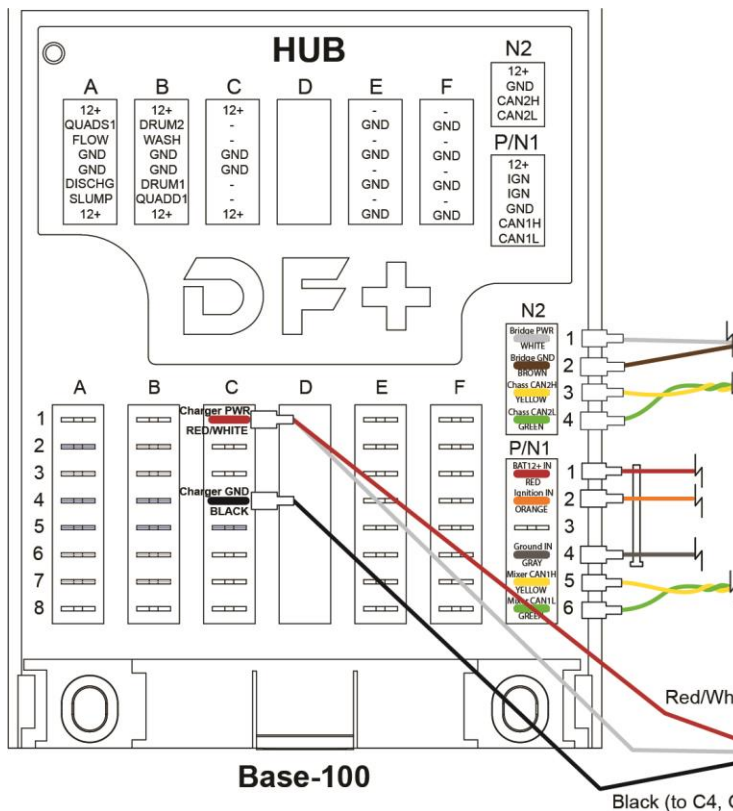 HUB
A B C D E F
N2
12+
GND
CAN2H
CAN2L
P/N1
12+
IGN
IGN
GND
CAN1H
CAN1L
12+ 12+ 12+ - -
QUADS1 DRUM2 - GND GND
FLOW WASH - - -
GND GND GND GND GND
GND GND GND - -
DISCHG DRUM1 - GND GND
SLUMP QUADD1 - - -
12+ 12+ 12+ GND GND
DF+
N2
Bridge PWR 1
WHITE
Bridge GND 2
BROWN
Chass CAN2H 3
YELLOW
Chass CAN2L 4
GREEN
P/N1
BAT12+ IN 1
RED
Ignition IN 2
ORANGE
3
Ground IN 4
GRAY
Mixer CAN1H 5
YELLOW
Mixer CAN1L 6
GREEN
A B C D E F
1 Charger PWR
RED/WHITE
2
3
4 Charger GND
BLACK
5
6
7
8
Red/Wh
Base-100
Black (to C4, C